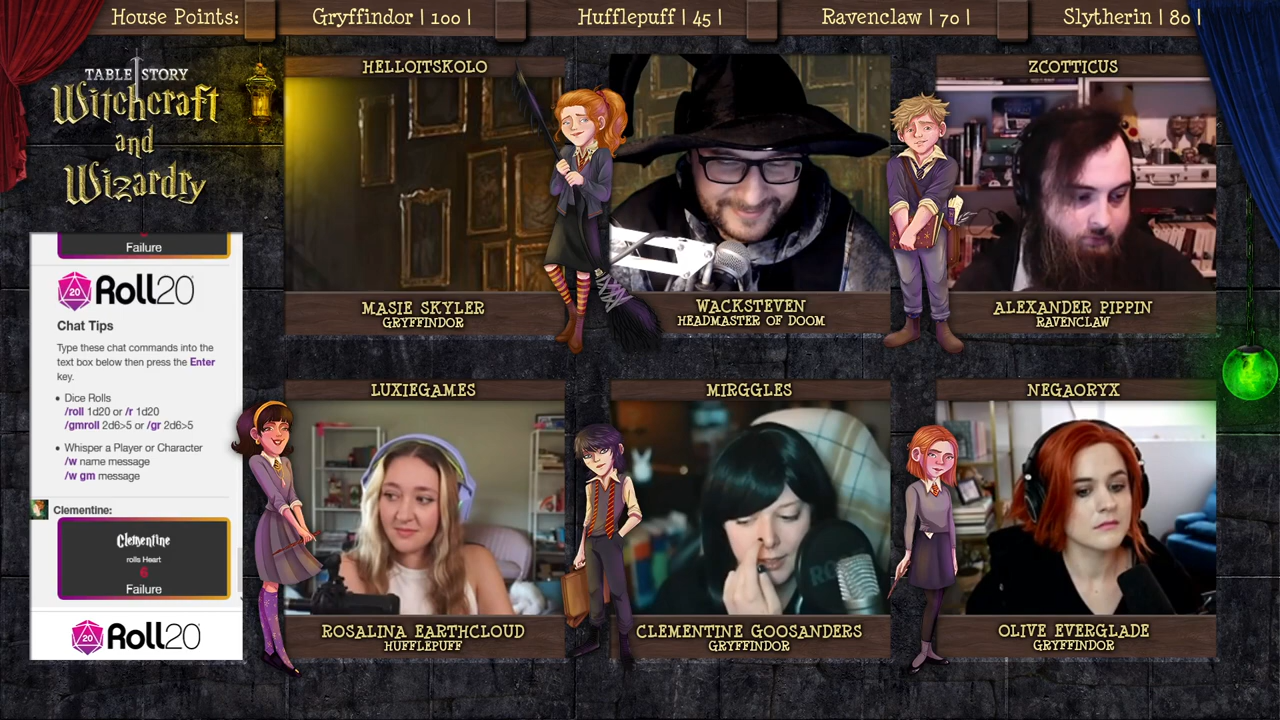 House Points:
Gryffindor | 100 |
Hufflepuff | 45 |
Ravenclaw | 70 |
Slytherin | 80 |
TABLE STORY
Witchcraft
and
Wizardry
Failure
20 Roll20
Chat Tips
Type these chat commands into the
text box below then press the Enter
key.
• Dice Rolls
/roll 1d20 or /r 1d20
/gmroll 2d6>5 or /gr 2d6>5
• Whisper a Player or Character
/w name message
/w gm message
Clementine:
Clementine
rolls Heart
6
Failure
20 Roll20
HELLOITSKOLO
MASIE SKYLER
GRYFFINDOR
WACKSTEVEN
HEADMASTER OF DOOM
ZCOTTICUS
ALEXANDER PIPPIN
RAVENCLAW
LUXIEGAMES
ROSALINA EARTHCLOUD
HUFFLEPUFF
MIRGGLES
CLEMENTINE GOOSANDERS
GRYFFINDOR
NEGAORYX
OLIVE EVERGLADE
GRYFFINDOR